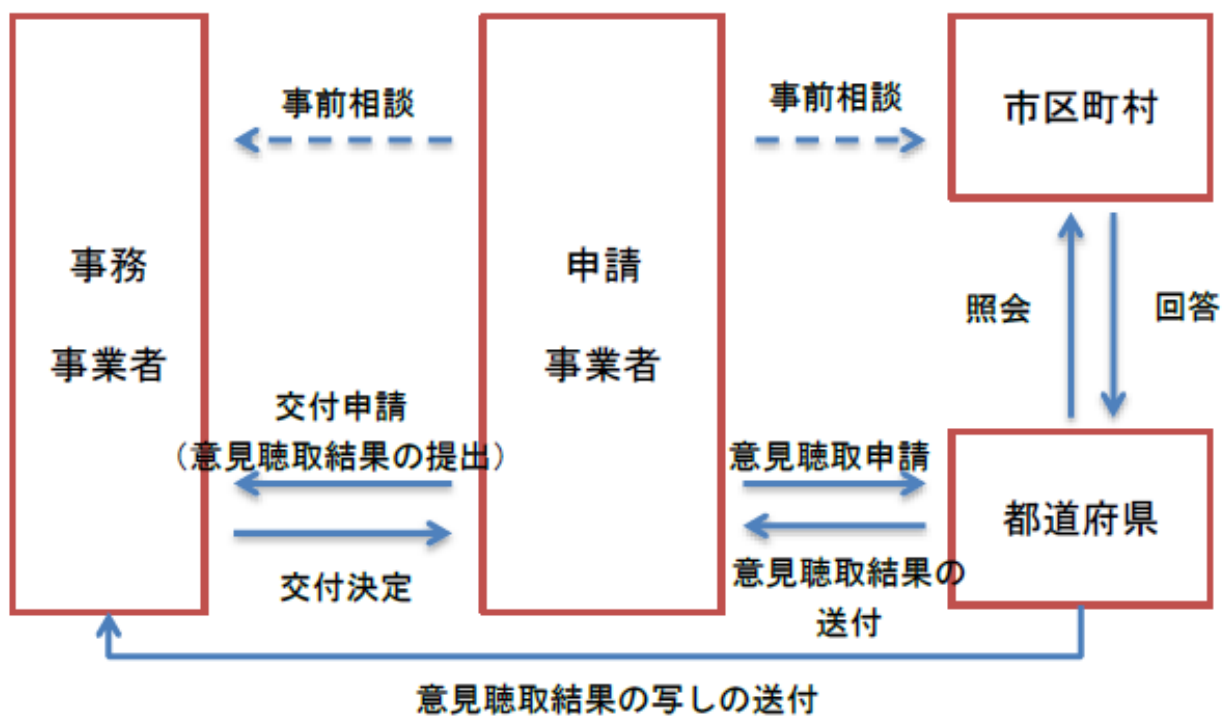 事前相談
事前相談
市区町村
事務
事業者
申請
事業者
照会
回答
交付申請
（意見聴取結果の提出）
意見聴取申請
都道府県
交付決定
意見聴取結果の
送付
意見聴取結果の写しの送付